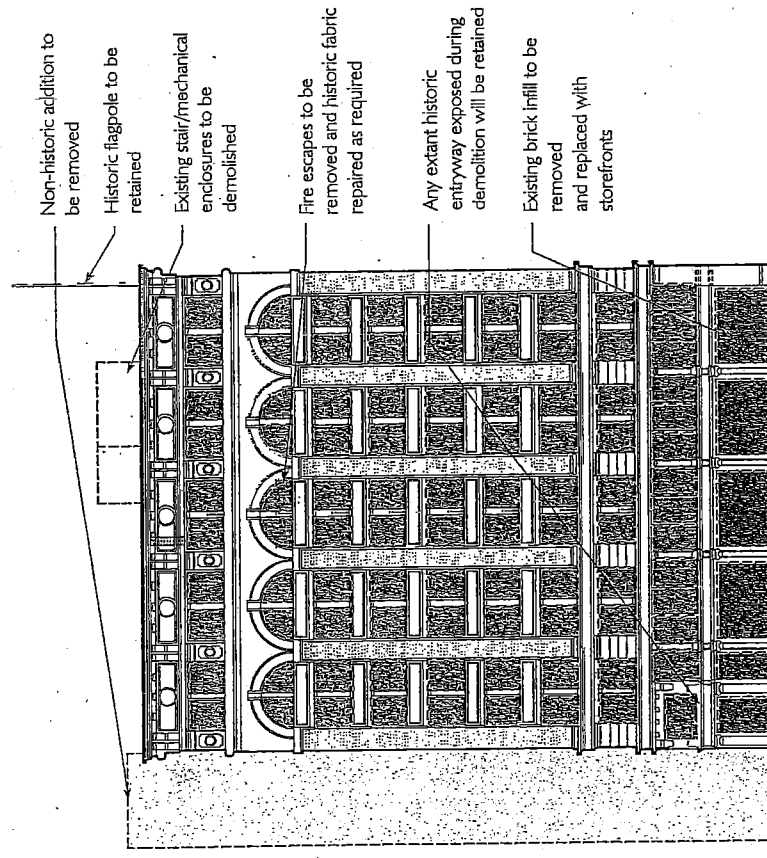 Non-historic addition to
be removed
Historic flagpole to be
retained
Existing stair/mechanical
enclosures to be
demolished
Fire escapes to be
removed and historic fabric
repaired as required
Any extant historic
entryway exposed during
demolition will be retained
Existing brick infill to be
removed
and replaced with
storefronts